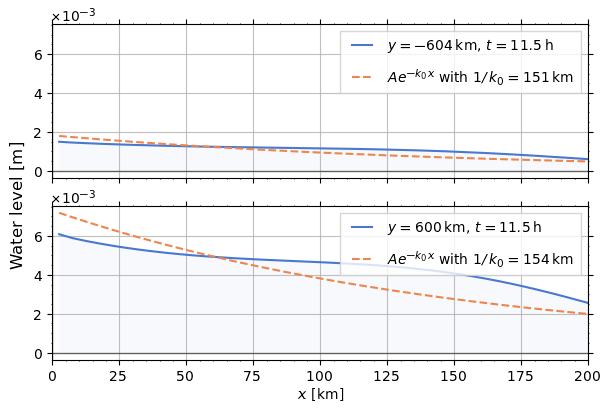 ×10⁻³
y = −604 km, t = 11.5 h
Ae^{−k₀x} with 1/k₀ = 151 km
6
4
2
0
×10⁻³
y = 600 km, t = 11.5 h
Ae^{−k₀x} with 1/k₀ = 154 km
6
4
2
0
Water level [m]
0 25 50 75 100 125 150 175 200
x [km]